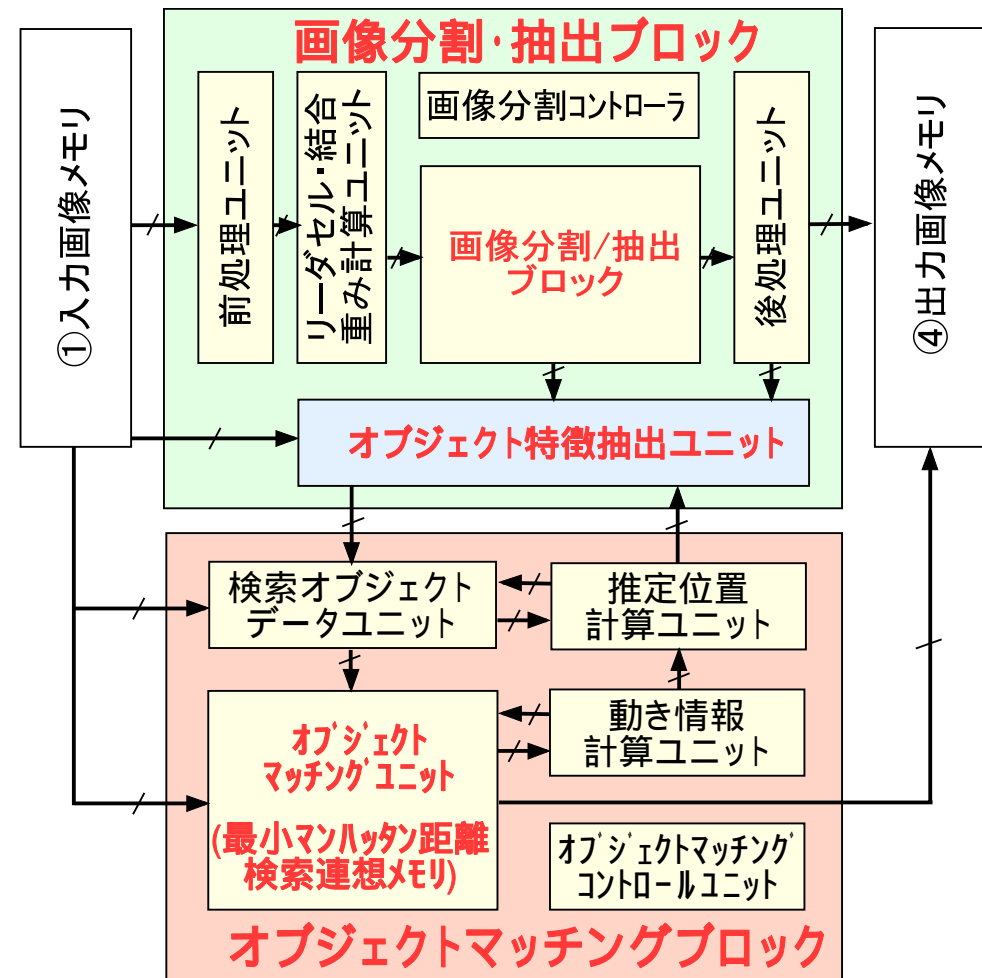 画像分割・抽出ブロック
①入力画像メモリ
前処理ユニット
リーダセル・結合
重み計算ユニット
画像分割コントローラ
画像分割/抽出
ブロック
後処理ユニット
④出力画像メモリ
オブジェクト特徴抽出ユニット
検索オブジェクト
データユニット
推定位置
計算ユニット
オブジェクト
マッチングユニット
(最小マンハッタン距離
検索連想メモリ)
動き情報
計算ユニット
オブジェクトマッチング
コントロールユニット
オブジェクトマッチングブロック